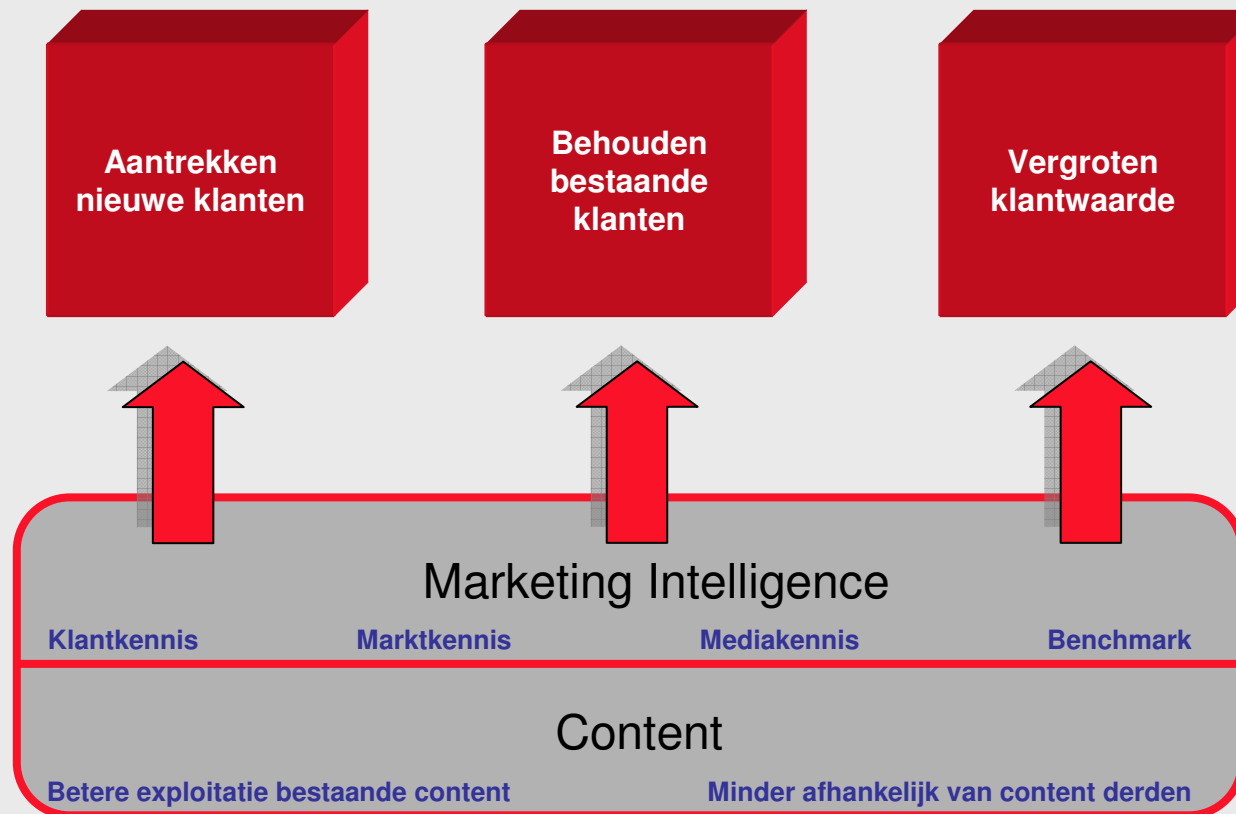 Aantrekken
nieuwe klanten
Behouden
bestaande
klanten
Vergroten
klantwaarde
Marketing Intelligence
Klantkennis Marktkennis Mediakennis Benchmark
Content
Betere exploitatie bestaande content Minder afhankelijk van content derden